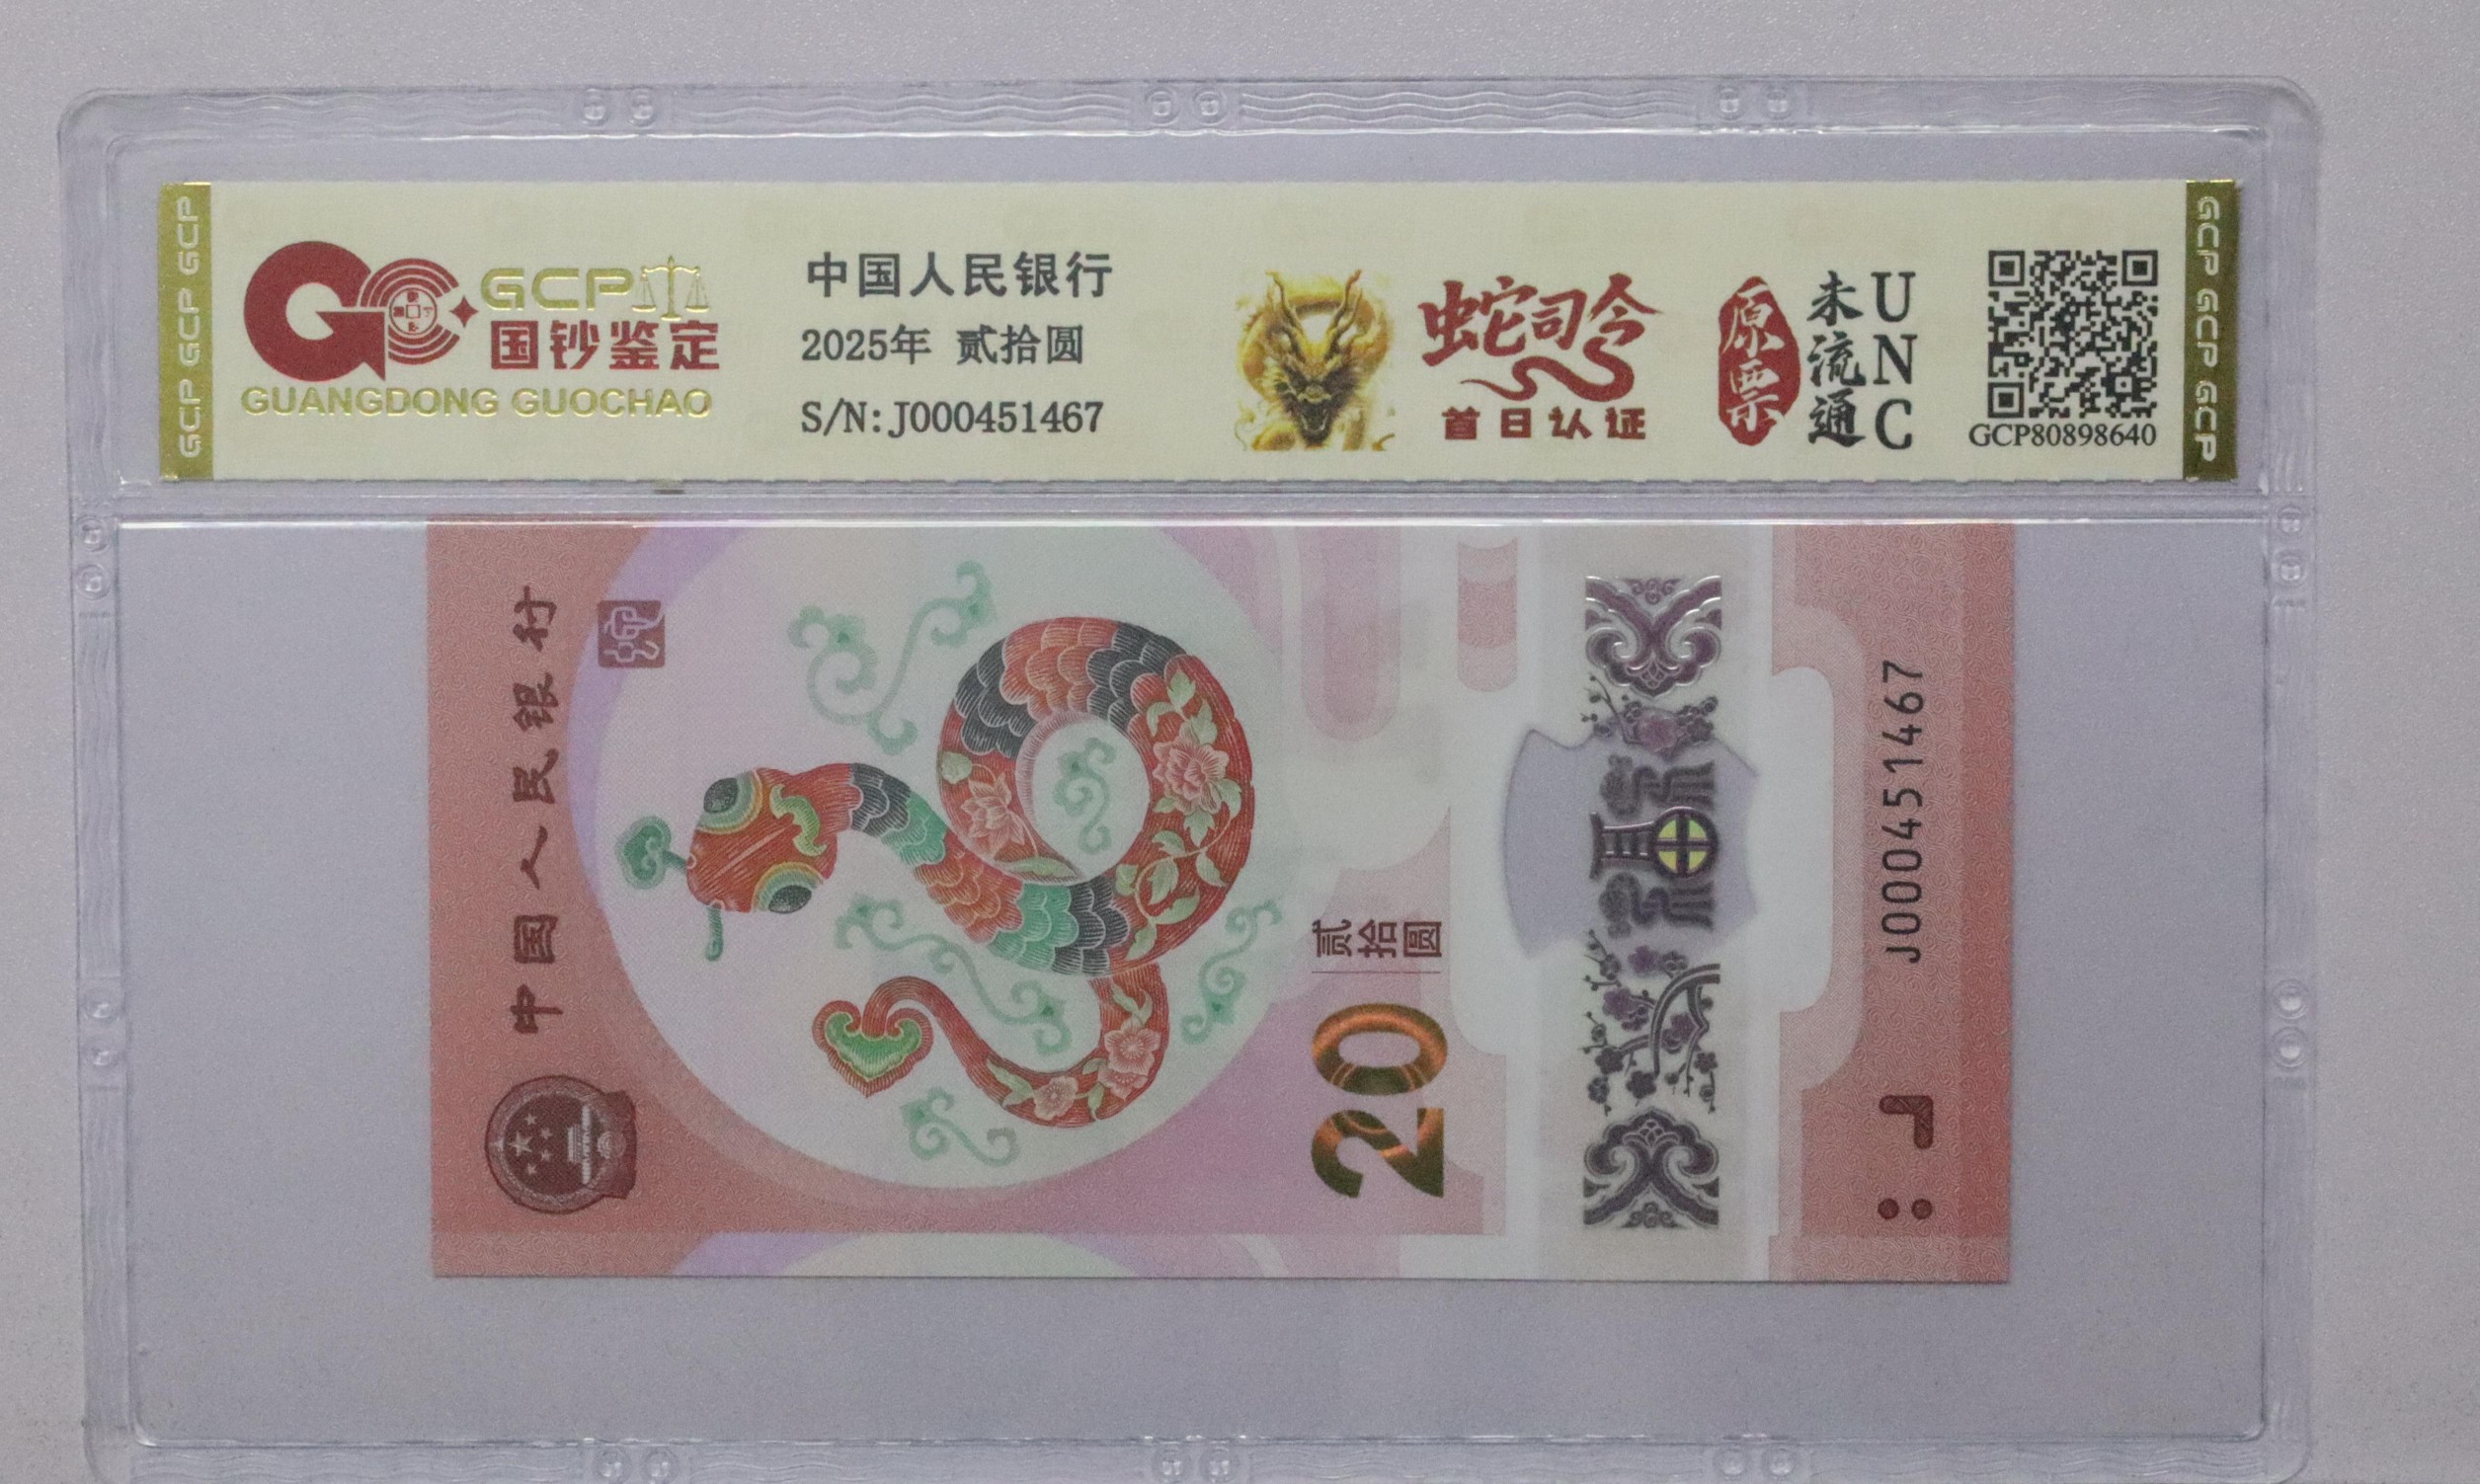 GCP GCP GCP
GCP
国钞鉴定
GUANGDONG GUOCHAO
中国人民银行
2025年 贰拾圆
S/N:J000451467
蛇司令
首日认证
原票
未流通
UNC
GCP80898640
GCP GCP GCP
中国人民银行
20
贰拾圆
J000451467